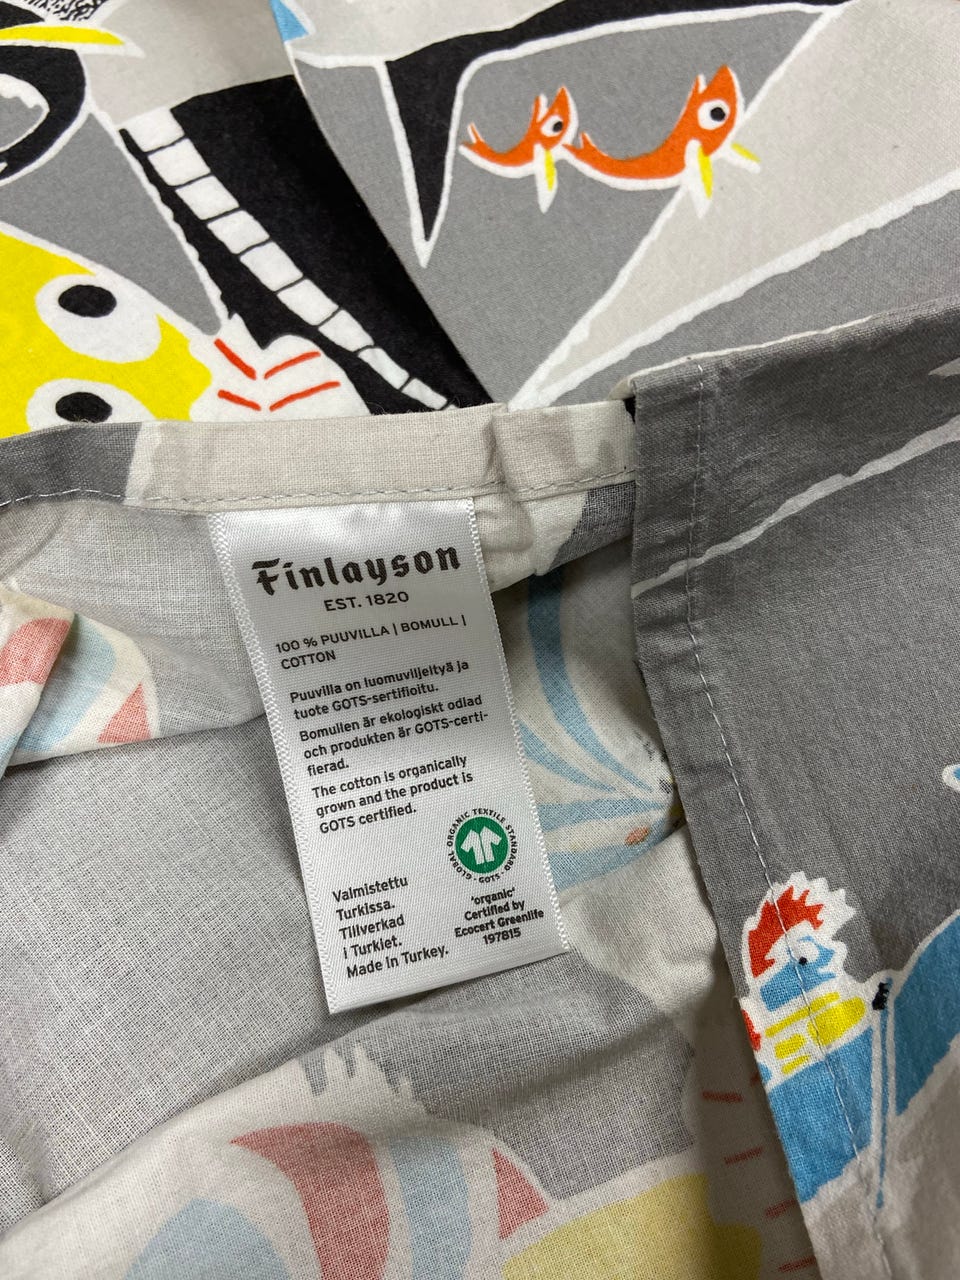 Finlayson
EST. 1820
100 % PUUVILLA | BOMULL |
COTTON
Puuvilla on luomuviljeltyä ja
tuote GOTS-sertifioitu.
Bomullen är ekologiskt odlad
och produkten är GOTS-certi-
fierad.
The cotton is organically
grown and the product is
GOTS certified.
GLOBAL ORGANIC TEXTILE STANDARD
· GOTS ·
Valmistettu
Turkissa.
Tillverkad
i Turkiet.
Made in Turkey.
'organic'
Certified by
Ecocert Greenlife
197815